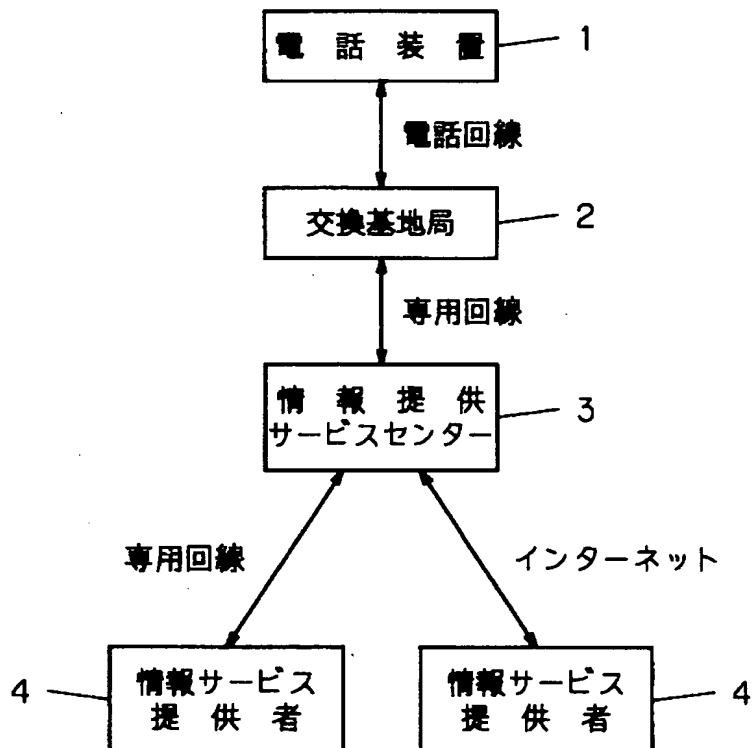 電話装置 1
電話回線
交換基地局 2
専用回線
情報提供
サービスセンター 3
専用回線 インターネット
4 情報サービス
提供者
情報サービス
提供者 4